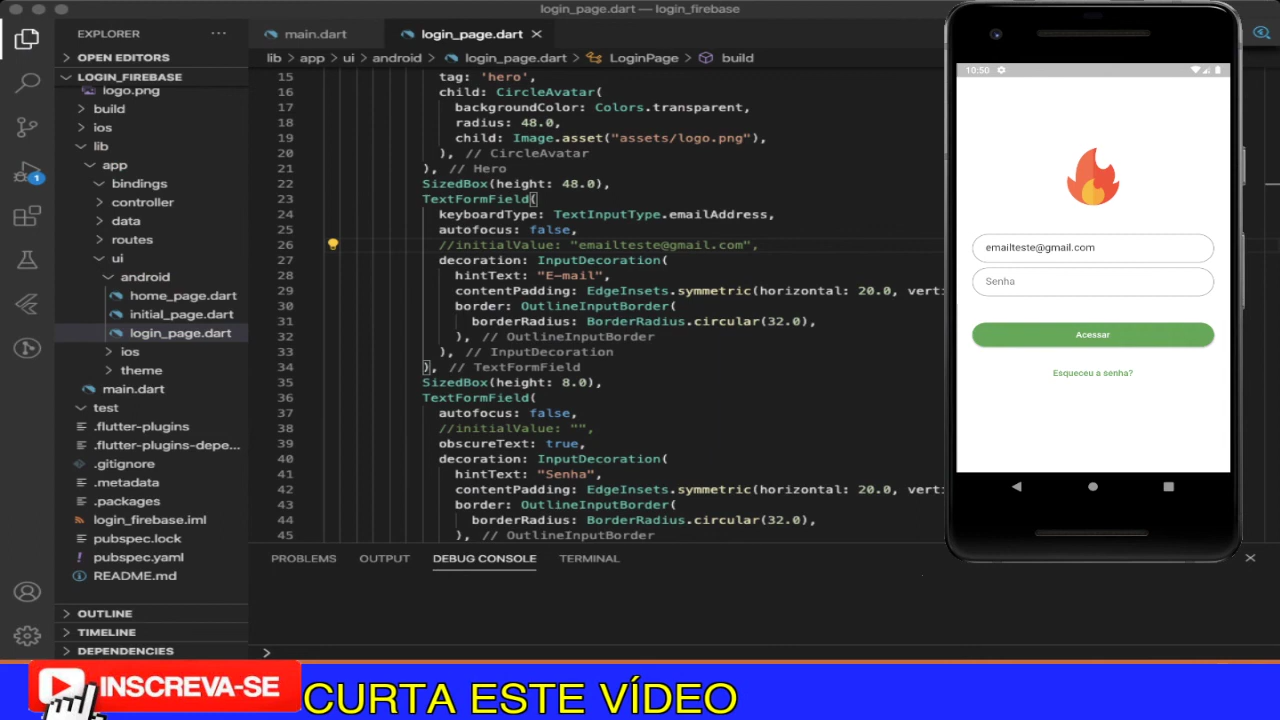 login_page.dart — login_firebase
EXPLORER
OPEN EDITORS
LOGIN_FIREBASE
logo.png
build
ios
lib
app
bindings
controller
data
routes
ui
android
home_page.dart
initial_page.dart
login_page.dart
ios
theme
main.dart
test
.flutter-plugins
.flutter-plugins-depe...
.gitignore
.metadata
.packages
login_firebase.iml
pubspec.lock
pubspec.yaml
README.md
OUTLINE
TIMELINE
DEPENDENCIES
1
main.dart login_page.dart
lib > app > ui > android > login_page.dart > LoginPage > build
15 tag: 'hero',
16 child: CircleAvatar(
17 backgroundColor: Colors.transparent,
18 radius: 48.0,
19 child: Image.asset("assets/logo.png"),
20 ), // CircleAvatar
21 ), // Hero
22 SizedBox(height: 48.0),
23 TextFormField(
24 keyboardType: TextInputType.emailAddress,
25 autofocus: false,
26 //initialValue: "emailteste@gmail.com",
27 decoration: InputDecoration(
28 hintText: "E-mail",
29 contentPadding: EdgeInsets.symmetric(horizontal: 20.0, verti
30 border: OutlineInputBorder(
31 borderRadius: BorderRadius.circular(32.0),
32 ), // OutlineInputBorder
33 ), // InputDecoration
34 ), // TextFormField
35 SizedBox(height: 8.0),
36 TextFormField(
37 autofocus: false,
38 //initialValue: "",
39 obscureText: true,
40 decoration: InputDecoration(
41 hintText: "Senha",
42 contentPadding: EdgeInsets.symmetric(horizontal: 20.0, verti
43 border: OutlineInputBorder(
44 borderRadius: BorderRadius.circular(32.0),
45 ), // OutlineInputBorder
PROBLEMS OUTPUT DEBUG CONSOLE TERMINAL
>
10:50
emailteste@gmail.com
Senha
Acessar
Esqueceu a senha?
INSCREVA-SE
CURTA ESTE VÍDEO